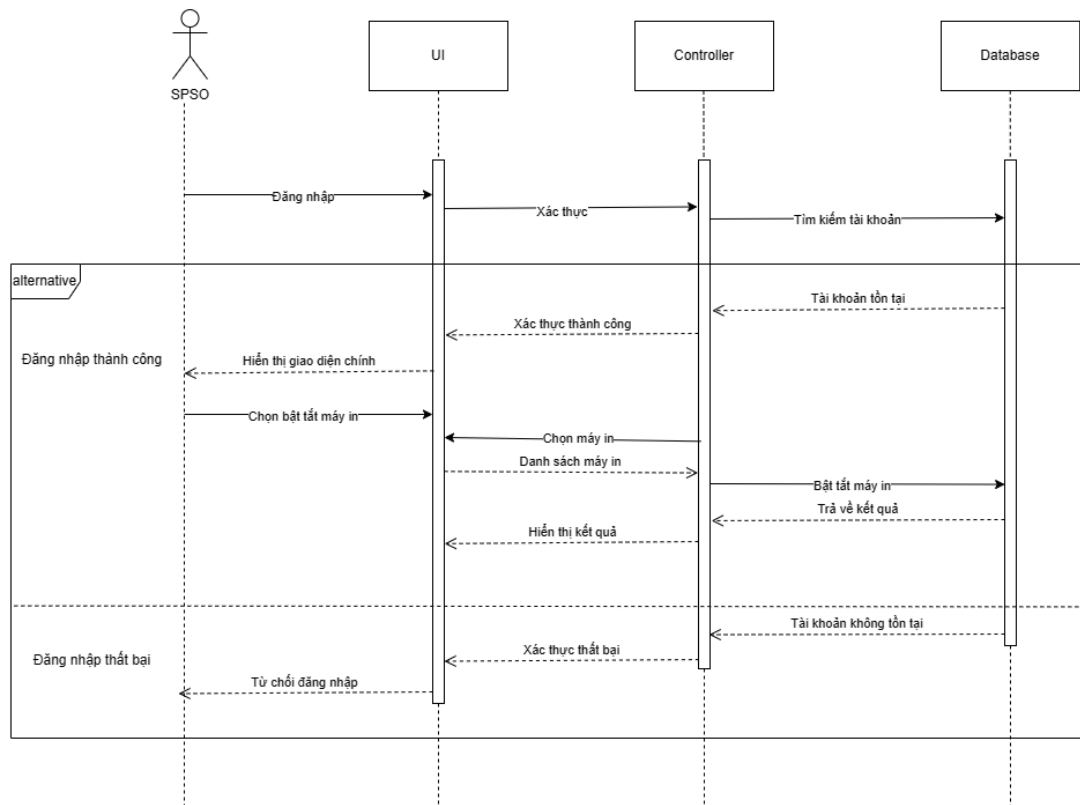 SPSO
UI
Controller
Database
Đăng nhập
Xác thực
Tìm kiếm tài khoản
alternative
Tài khoản tồn tại
Xác thực thành công
Đăng nhập thành công
Hiển thị giao diện chính
Chọn bật tắt máy in
Chọn máy in
Danh sách máy in
Bật tắt máy in
Trả về kết quả
Hiển thị kết quả
Tài khoản không tồn tại
Xác thực thất bại
Đăng nhập thất bại
Từ chối đăng nhập